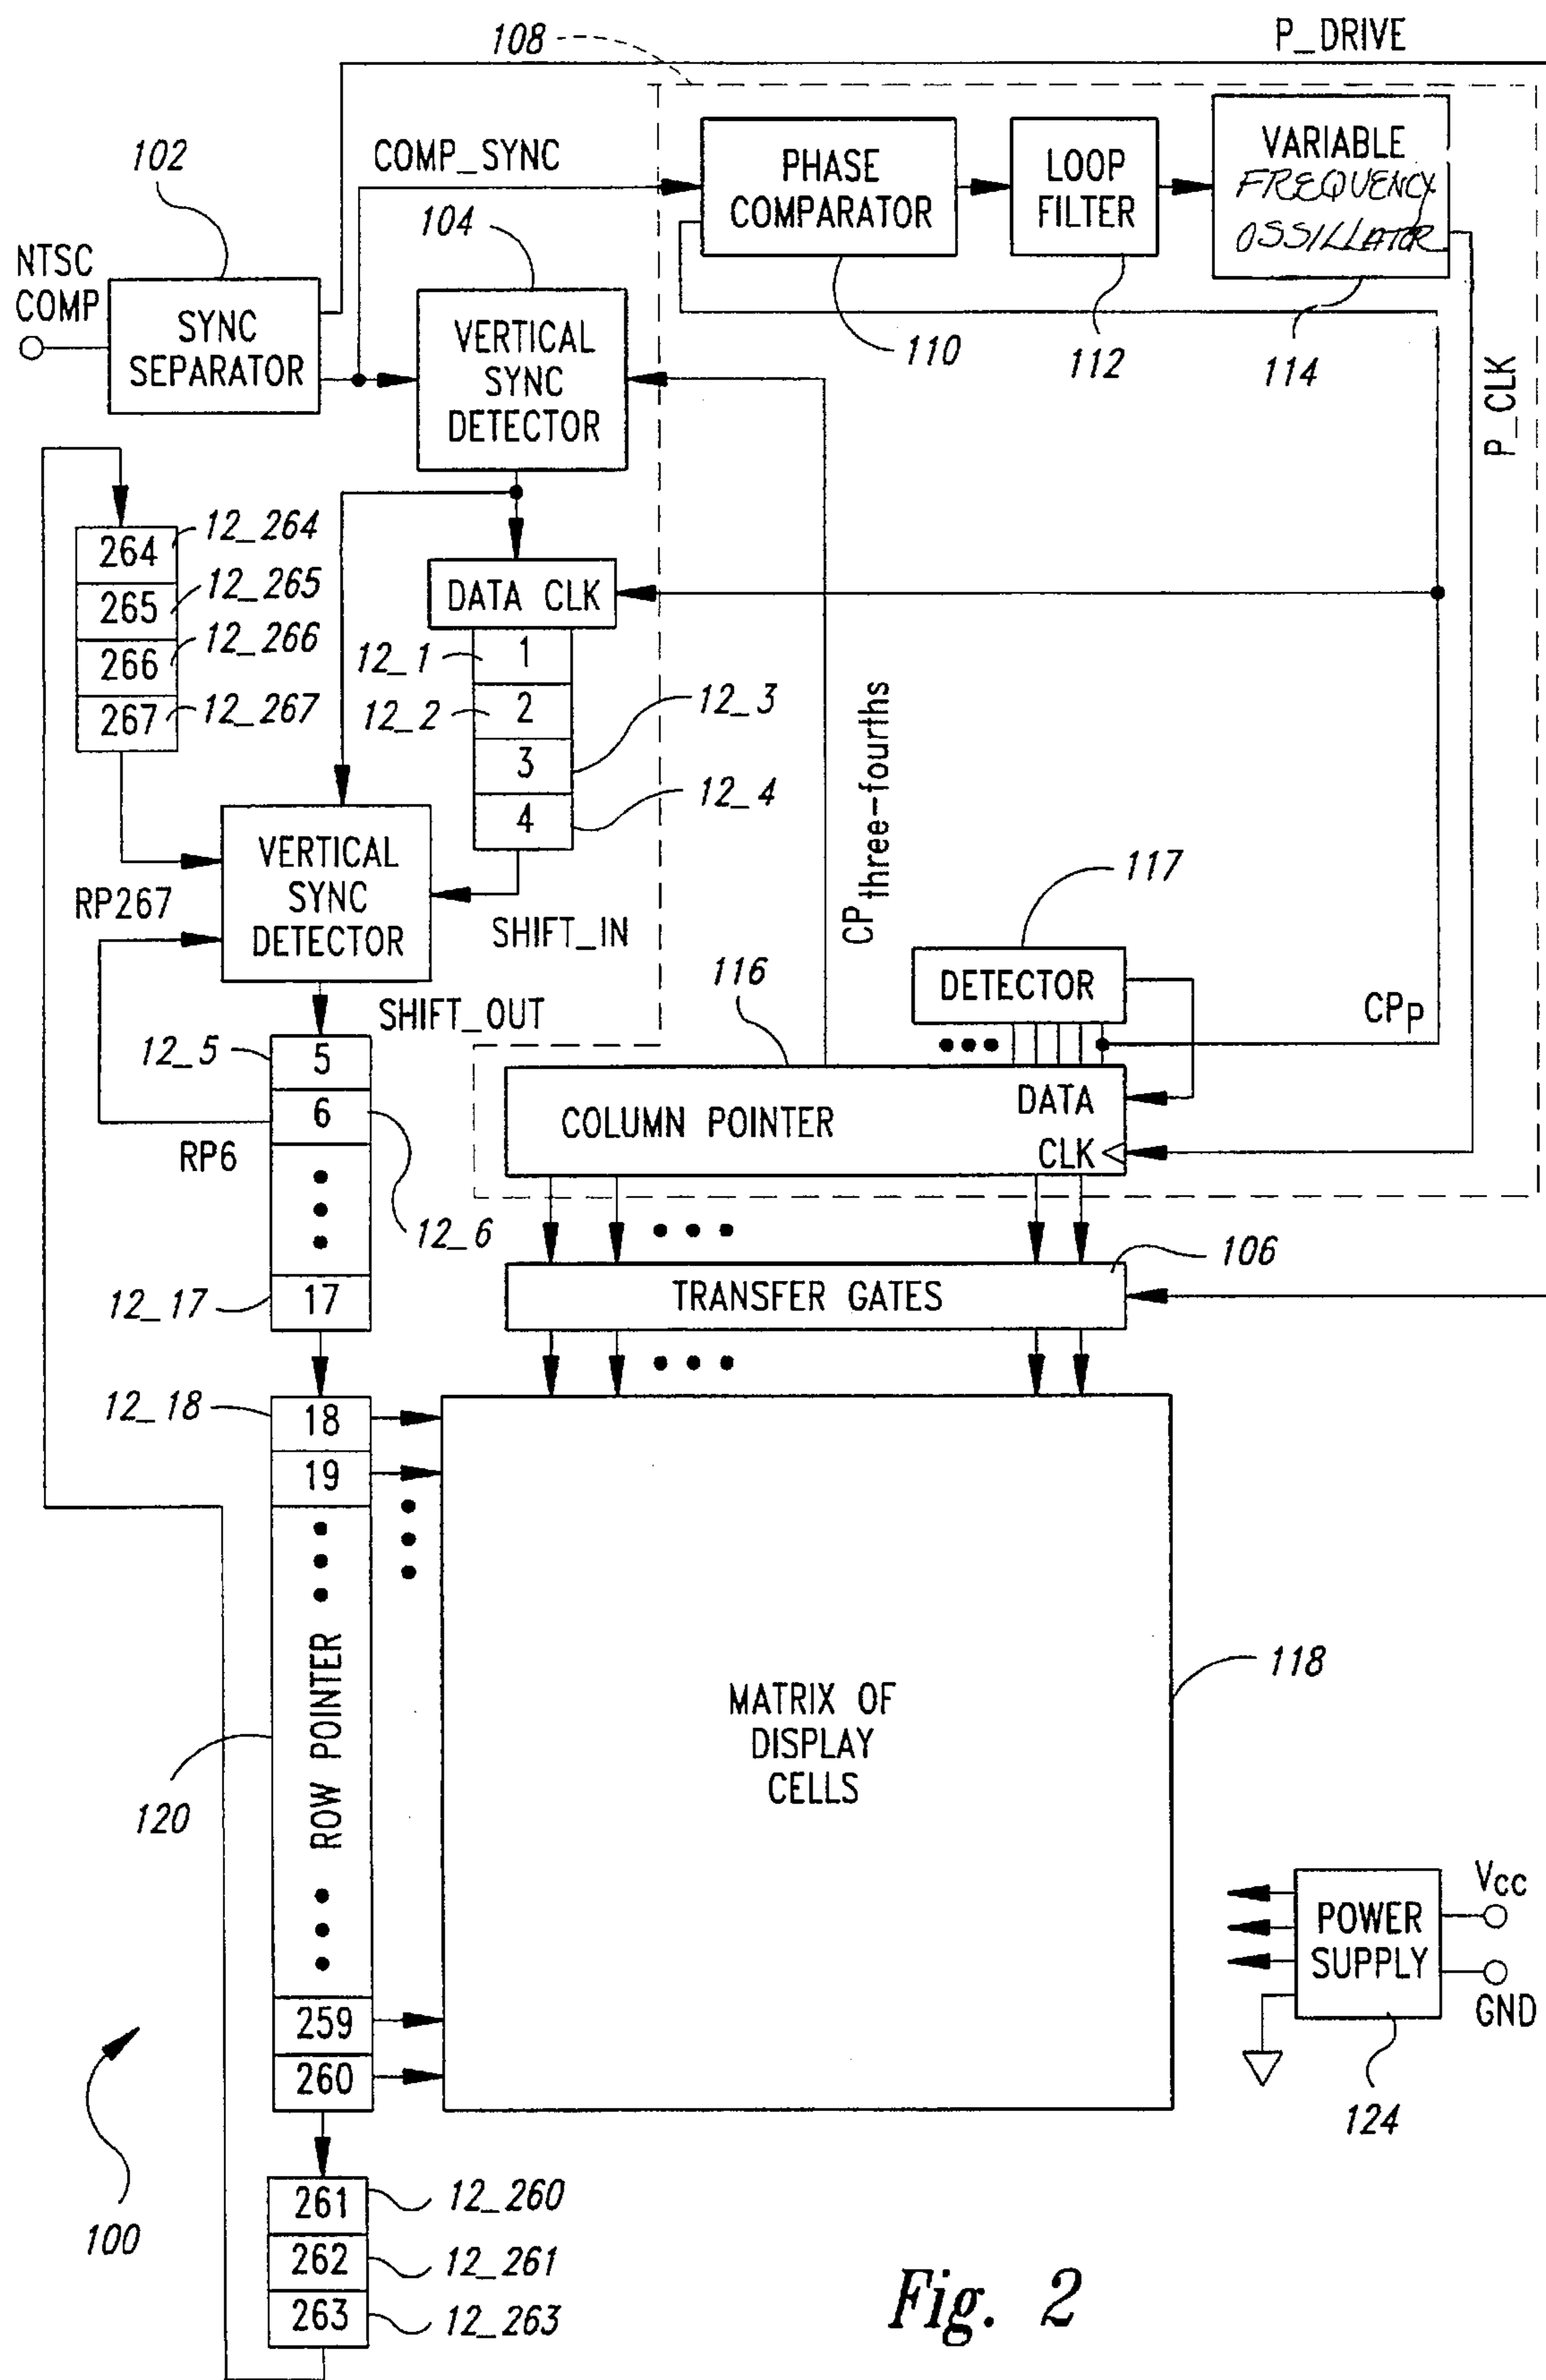 108
P_DRIVE
102
COMP_SYNC
PHASE
COMPARATOR
LOOP
FILTER
VARIABLE
FREQUENCY
OSSILLATOR
104
NTSC
COMP
SYNC
SEPARATOR
VERTICAL
SYNC
DETECTOR
110
112
114
P_CLK
264
12_264
265
12_265
266
12_266
267
12_267
DATA CLK
12_1
1
12_2
2
12_3
3
4
12_4
CP three-fourths
VERTICAL
SYNC
DETECTOR
RP267
SHIFT_IN
117
116
DETECTOR
CPP
SHIFT_OUT
12_5
5
6
RP6
12_6
COLUMN POINTER
DATA
CLK
12_17
17
TRANSFER GATES
106
12_18
18
19
ROW POINTER
120
MATRIX OF
DISPLAY
CELLS
118
259
260
POWER
SUPPLY
VCC
GND
124
100
261
12_260
262
12_261
263
12_263
Fig. 2